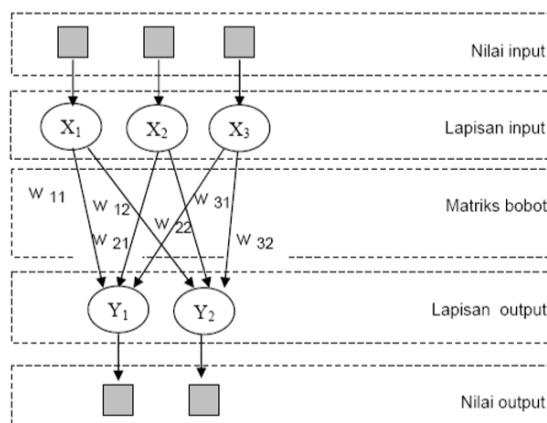 Nilai input
X1 X2 X3
Lapisan input
W 11
W 12
W 31
Matriks bobot
W 21
W 22
W 32
Y1 Y2
Lapisan output
Nilai output